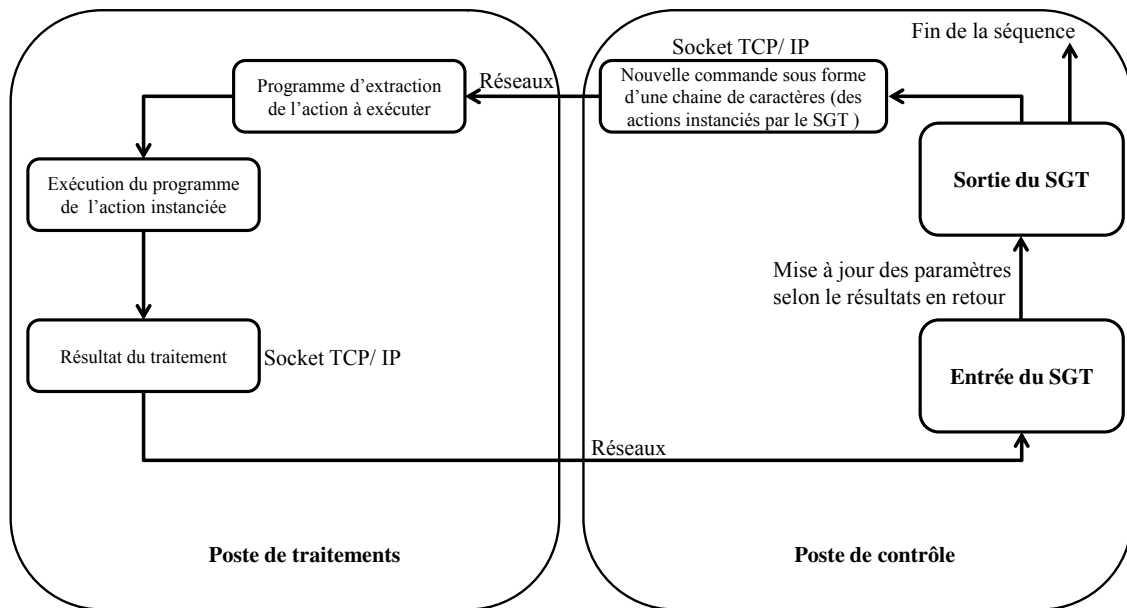 Fin de la séquence
Socket TCP/ IP
Réseaux
Nouvelle commande sous forme
d’une chaine de caractères (des
actions instanciés par le SGT )
Programme d’extraction
de l’action à exécuter
Sortie du SGT
Exécution du programme
de l’action instanciée
Mise à jour des paramètres
selon le résultats en retour
Résultat du traitement
Socket TCP/ IP
Entrée du SGT
Réseaux
Poste de traitements
Poste de contrôle